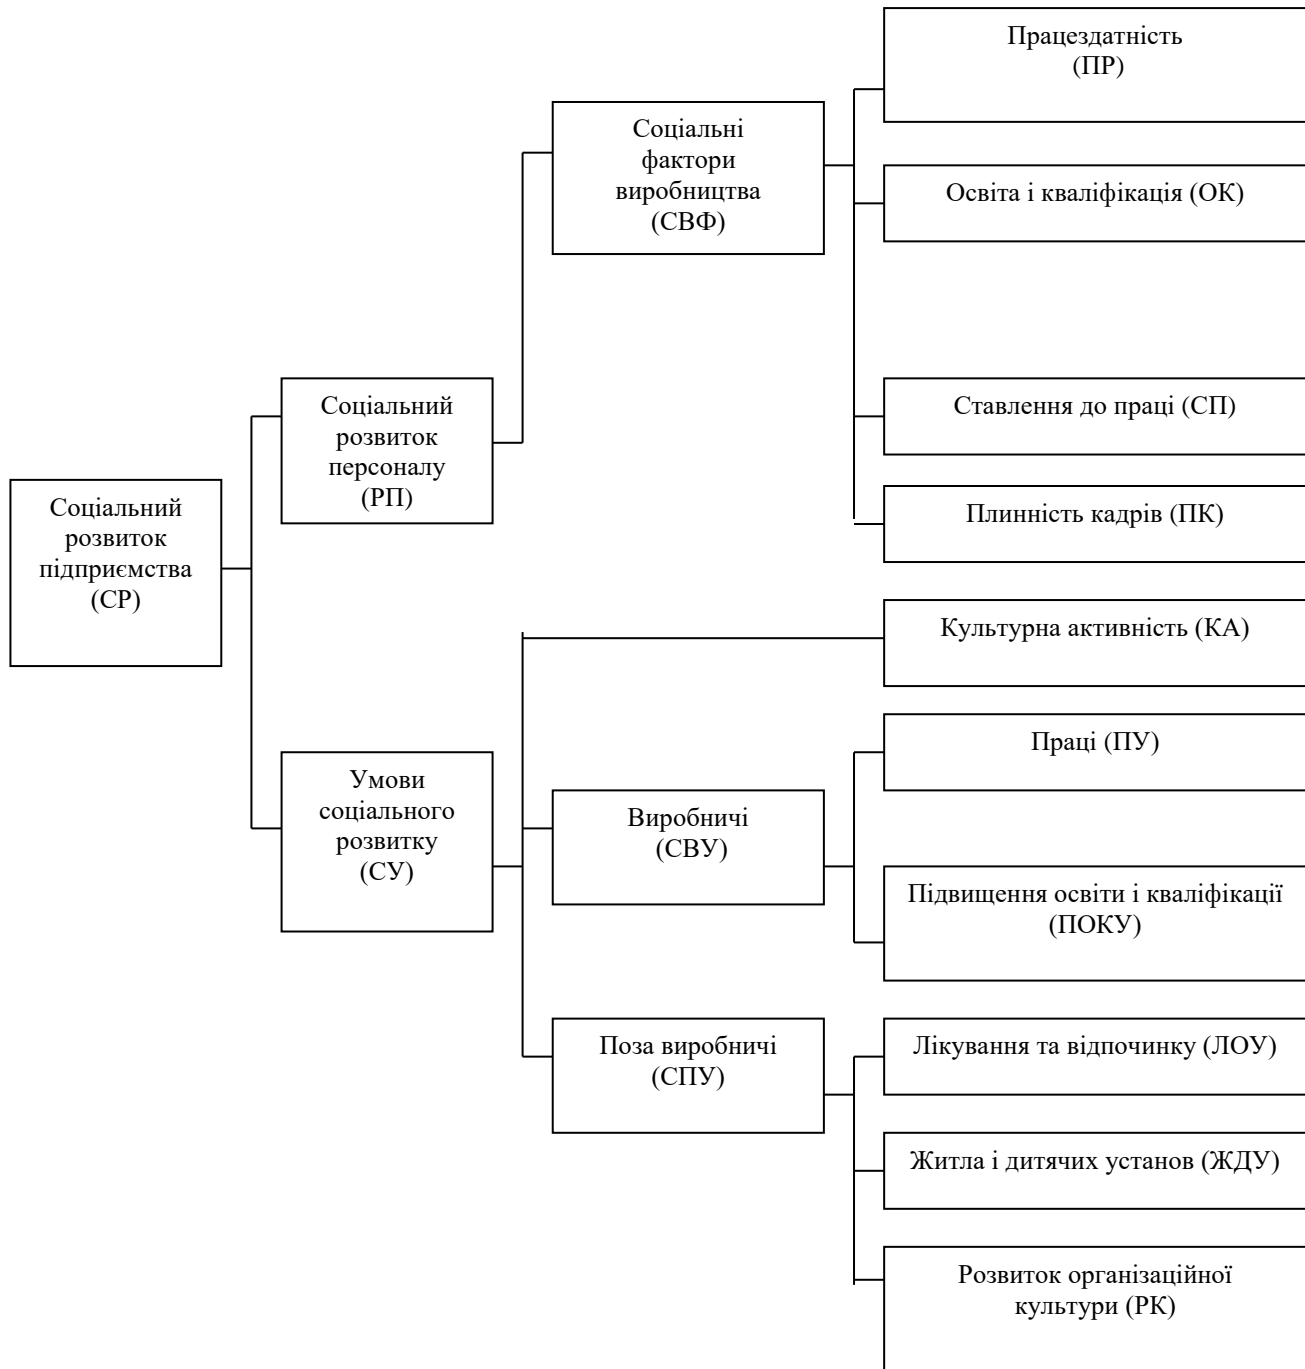 Працездатність
(ПР)
Соціальні
фактори
виробництва
(СВФ)
Освіта і кваліфікація (ОК)
Соціальний
розвиток
персоналу
(РП)
Ставлення до праці (СП)
Плинність кадрів (ПК)
Соціальний
розвиток
підприємства
(СР)
Культурна активність (КА)
Умови
соціального
розвитку
(СУ)
Виробничі
(СВУ)
Праці (ПУ)
Підвищення освіти і кваліфікації
(ПОКУ)
Поза виробничі
(СПУ)
Лікування та відпочинку (ЛОУ)
Житла і дитячих установ (ЖДУ)
Розвиток організаційної
культури (РК)